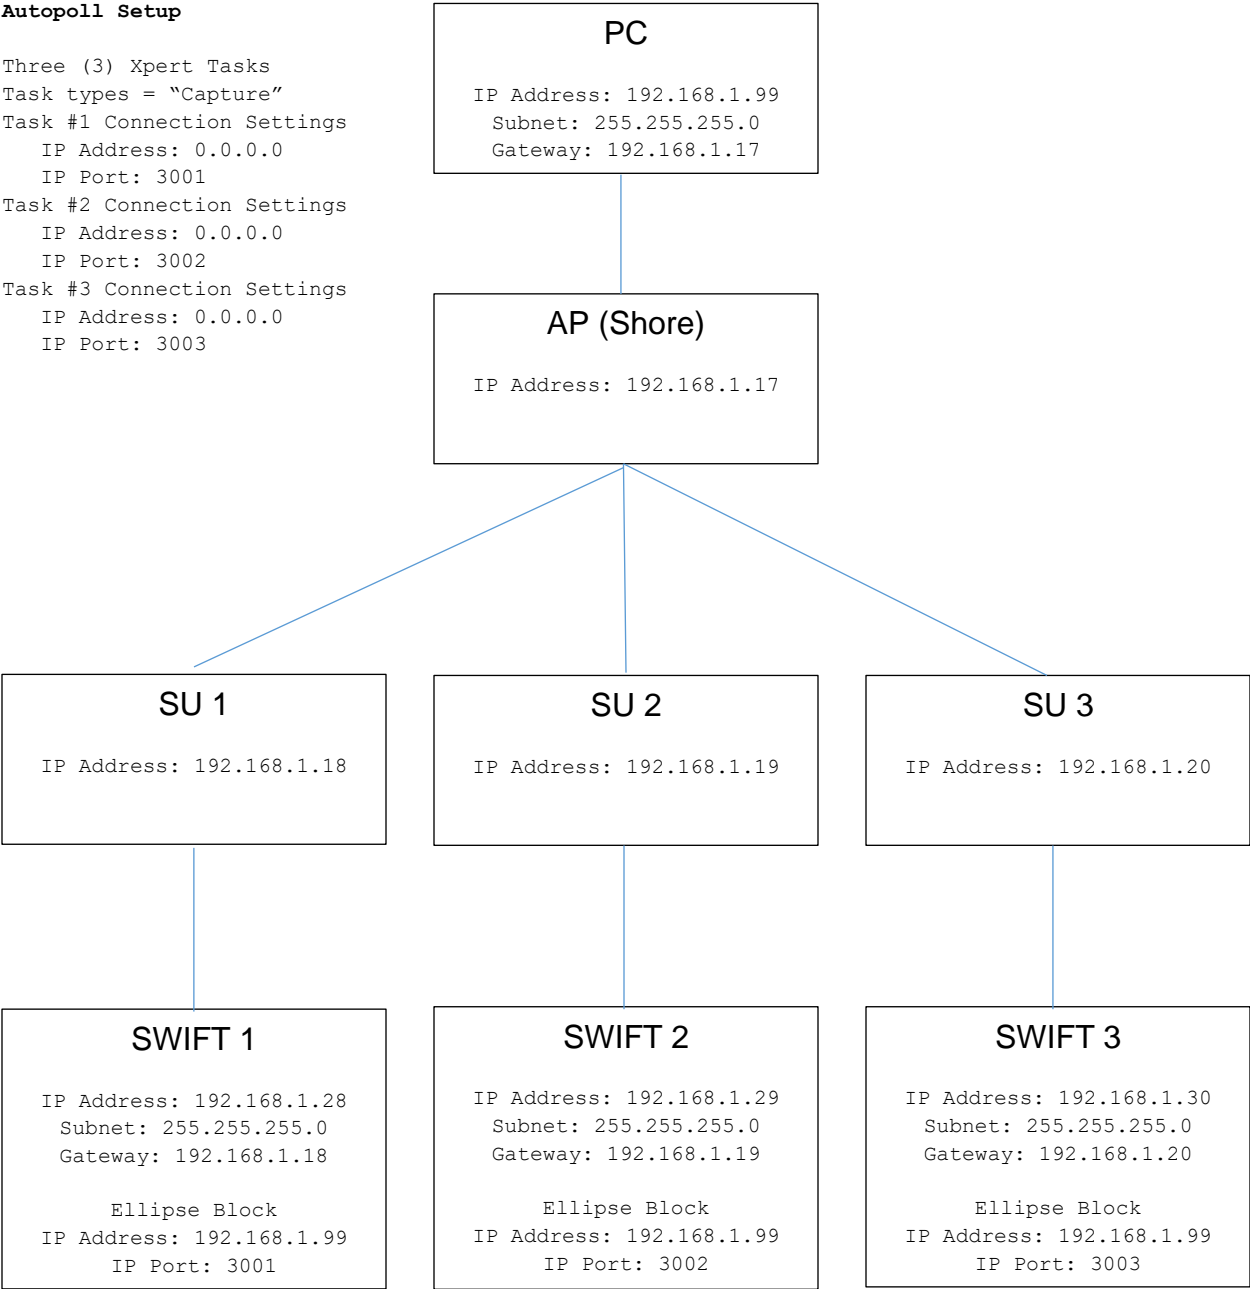 Autopoll Setup
Three (3) Xpert Tasks
Task types = “Capture”
Task #1 Connection Settings
IP Address: 0.0.0.0
IP Port: 3001
Task #2 Connection Settings
IP Address: 0.0.0.0
IP Port: 3002
Task #3 Connection Settings
IP Address: 0.0.0.0
IP Port: 3003
PC
IP Address: 192.168.1.99
Subnet: 255.255.255.0
Gateway: 192.168.1.17
AP (Shore)
IP Address: 192.168.1.17
SU 1
IP Address: 192.168.1.18
SU 2
IP Address: 192.168.1.19
SU 3
IP Address: 192.168.1.20
SWIFT 1
IP Address: 192.168.1.28
Subnet: 255.255.255.0
Gateway: 192.168.1.18
Ellipse Block
IP Address: 192.168.1.99
IP Port: 3001
SWIFT 2
IP Address: 192.168.1.29
Subnet: 255.255.255.0
Gateway: 192.168.1.19
Ellipse Block
IP Address: 192.168.1.99
IP Port: 3002
SWIFT 3
IP Address: 192.168.1.30
Subnet: 255.255.255.0
Gateway: 192.168.1.20
Ellipse Block
IP Address: 192.168.1.99
IP Port: 3003